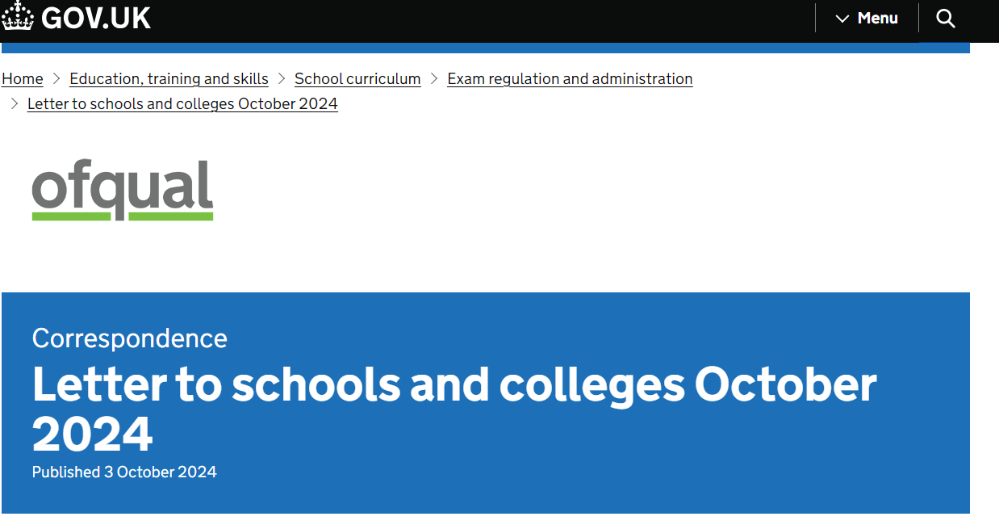 GOV.UK Menu
Home > Education, training and skills > School curriculum > Exam regulation and administration
> Letter to schools and colleges October 2024
ofqual
Correspondence
Letter to schools and colleges October
2024
Published 3 October 2024